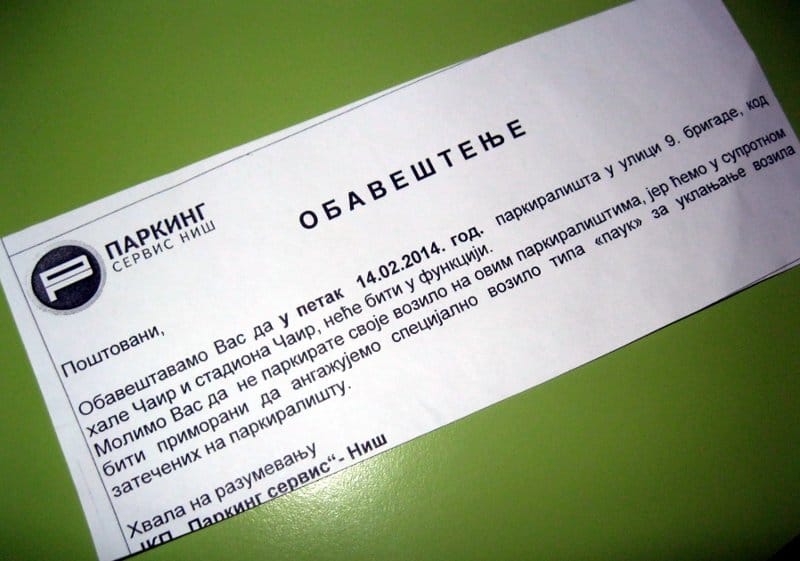 ПАРКИНГ
СЕРВИС НИШ
ОБАВЕШТЕЊЕ
Поштовани,
Обавештавамо Вас да у петак 14.02.2014. год. паркиралишта у улици 9. бригаде, код
хале Чаир и стадиона Чаир, неће бити у функцији.
Молимо Вас да не паркирате своје возило на овим паркиралиштима, јер ћемо у супротном
бити приморани да ангажујемо специјално возило типа «паук» за уклањање возила
затечених на паркиралишту.
Хвала на разумевању
ЈКП „Паркинг сервис“- Ниш